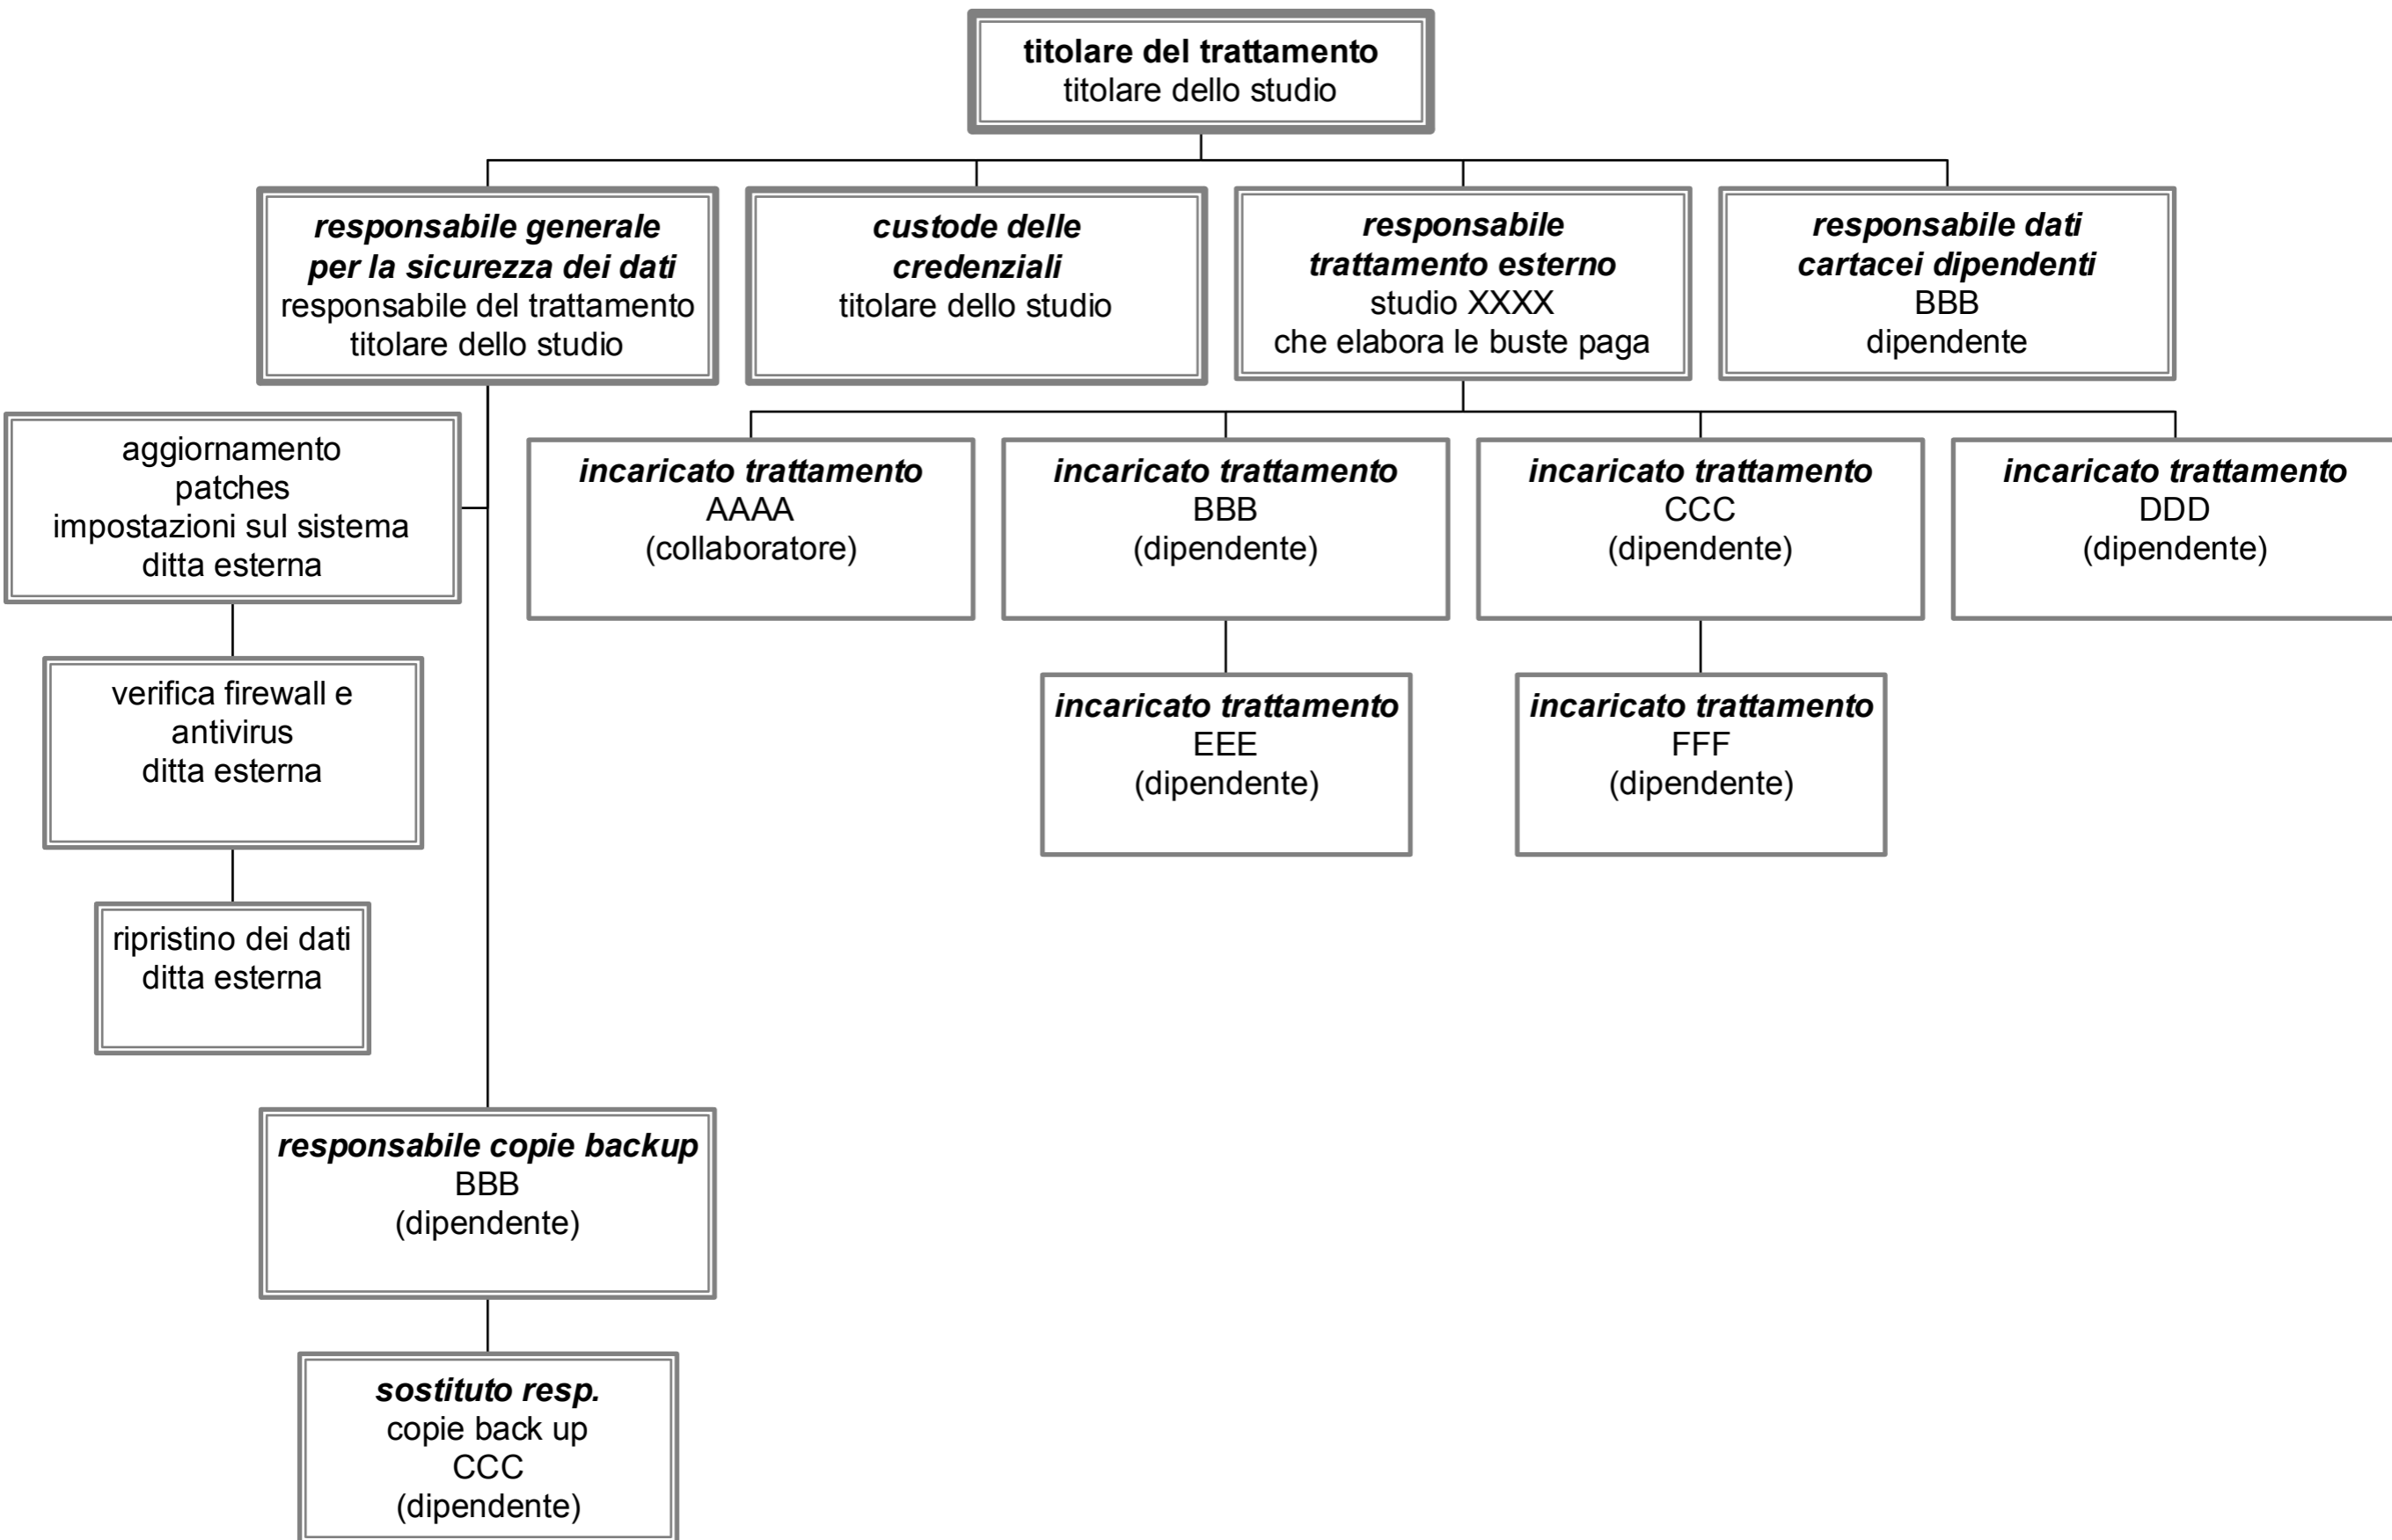 titolare del trattamento
titolare dello studio
responsabile generale
per la sicurezza dei dati
responsabile del trattamento
titolare dello studio
custode delle
credenziali
titolare dello studio
responsabile
trattamento esterno
studio XXXX
che elabora le buste paga
responsabile dati
cartacei dipendenti
BBB
dipendente
aggiornamento
patches
impostazioni sul sistema
ditta esterna
incaricato trattamento
AAAA
(collaboratore)
incaricato trattamento
BBB
(dipendente)
incaricato trattamento
CCC
(dipendente)
incaricato trattamento
DDD
(dipendente)
verifica firewall e
antivirus
ditta esterna
incaricato trattamento
EEE
(dipendente)
incaricato trattamento
FFF
(dipendente)
ripristino dei dati
ditta esterna
responsabile copie backup
BBB
(dipendente)
sostituto resp.
copie back up
CCC
(dipendente)